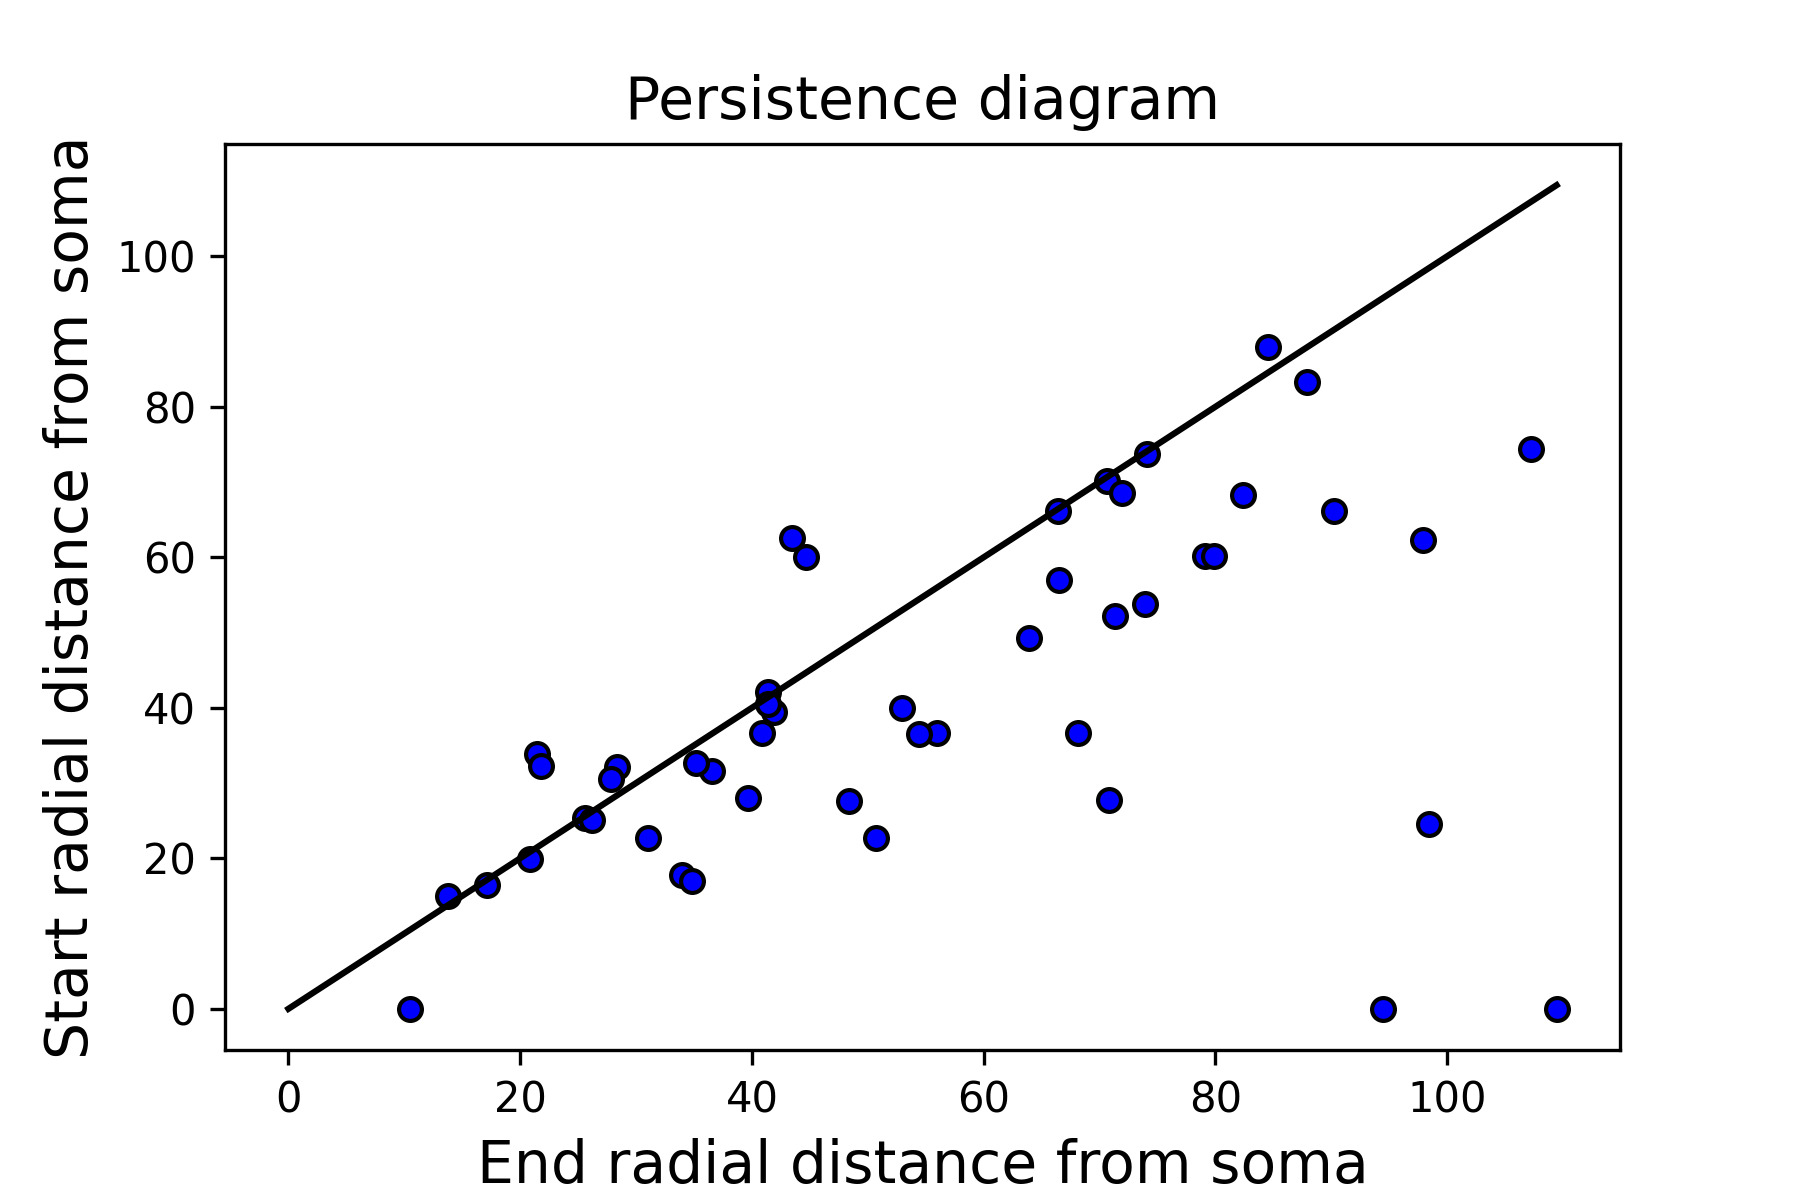 Persistence diagram
Start radial distance from soma
100
80
60
40
20
0
0 20 40 60 80 100
End radial distance from soma